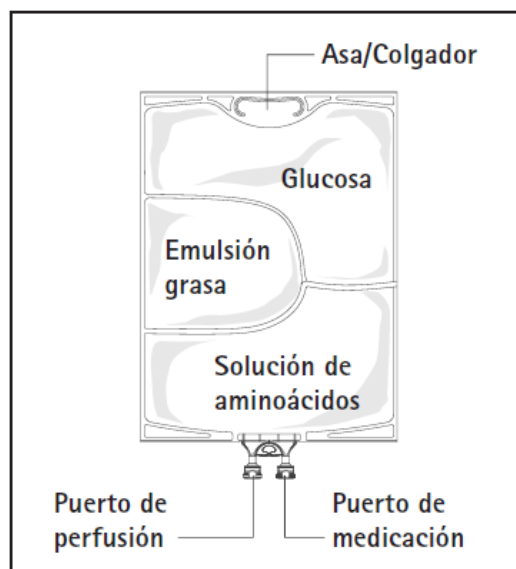 Asa/Colgador
Glucosa
Emulsión
grasa
Solución de
aminoácidos
Puerto de
perfusión
Puerto de
medicación